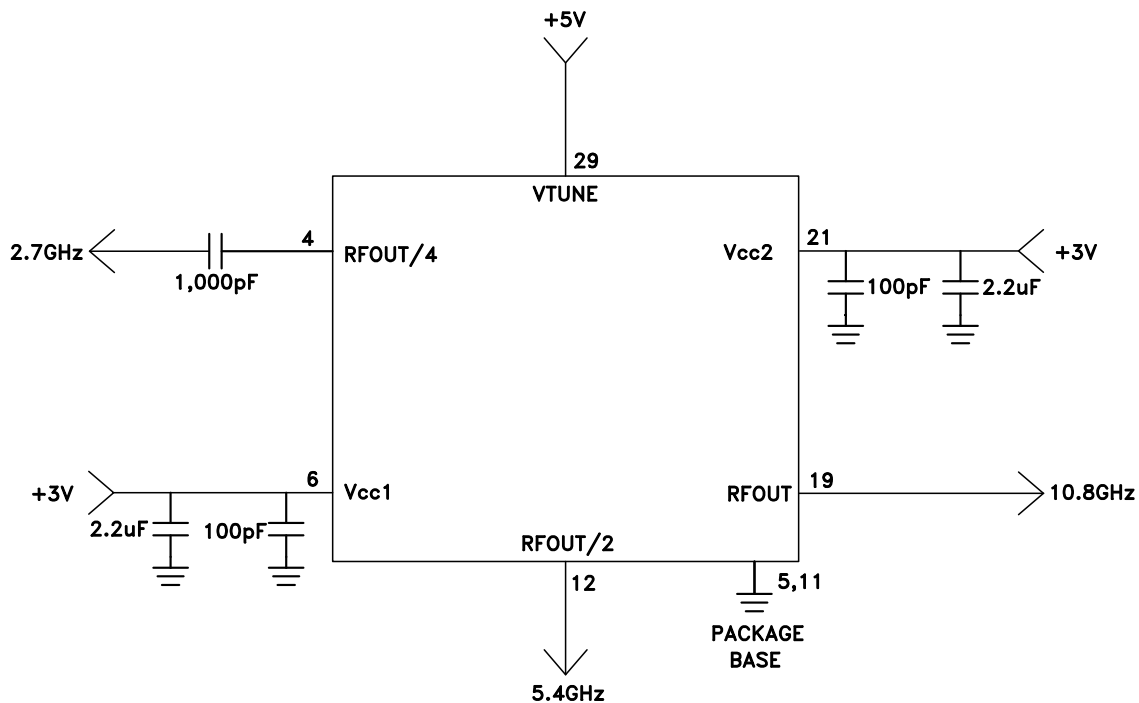 +5V
29
VTUNE
2.7GHz
4
RFOUT/4
1,000pF
Vcc2
21
+3V
100pF
2.2uF
+3V
6
Vcc1
2.2uF
100pF
RFOUT
19
10.8GHz
RFOUT/2
12
5,11
PACKAGE
BASE
5.4GHz